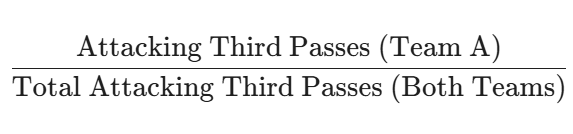 Attacking Third Passes (Team A)
Total Attacking Third Passes (Both Teams)